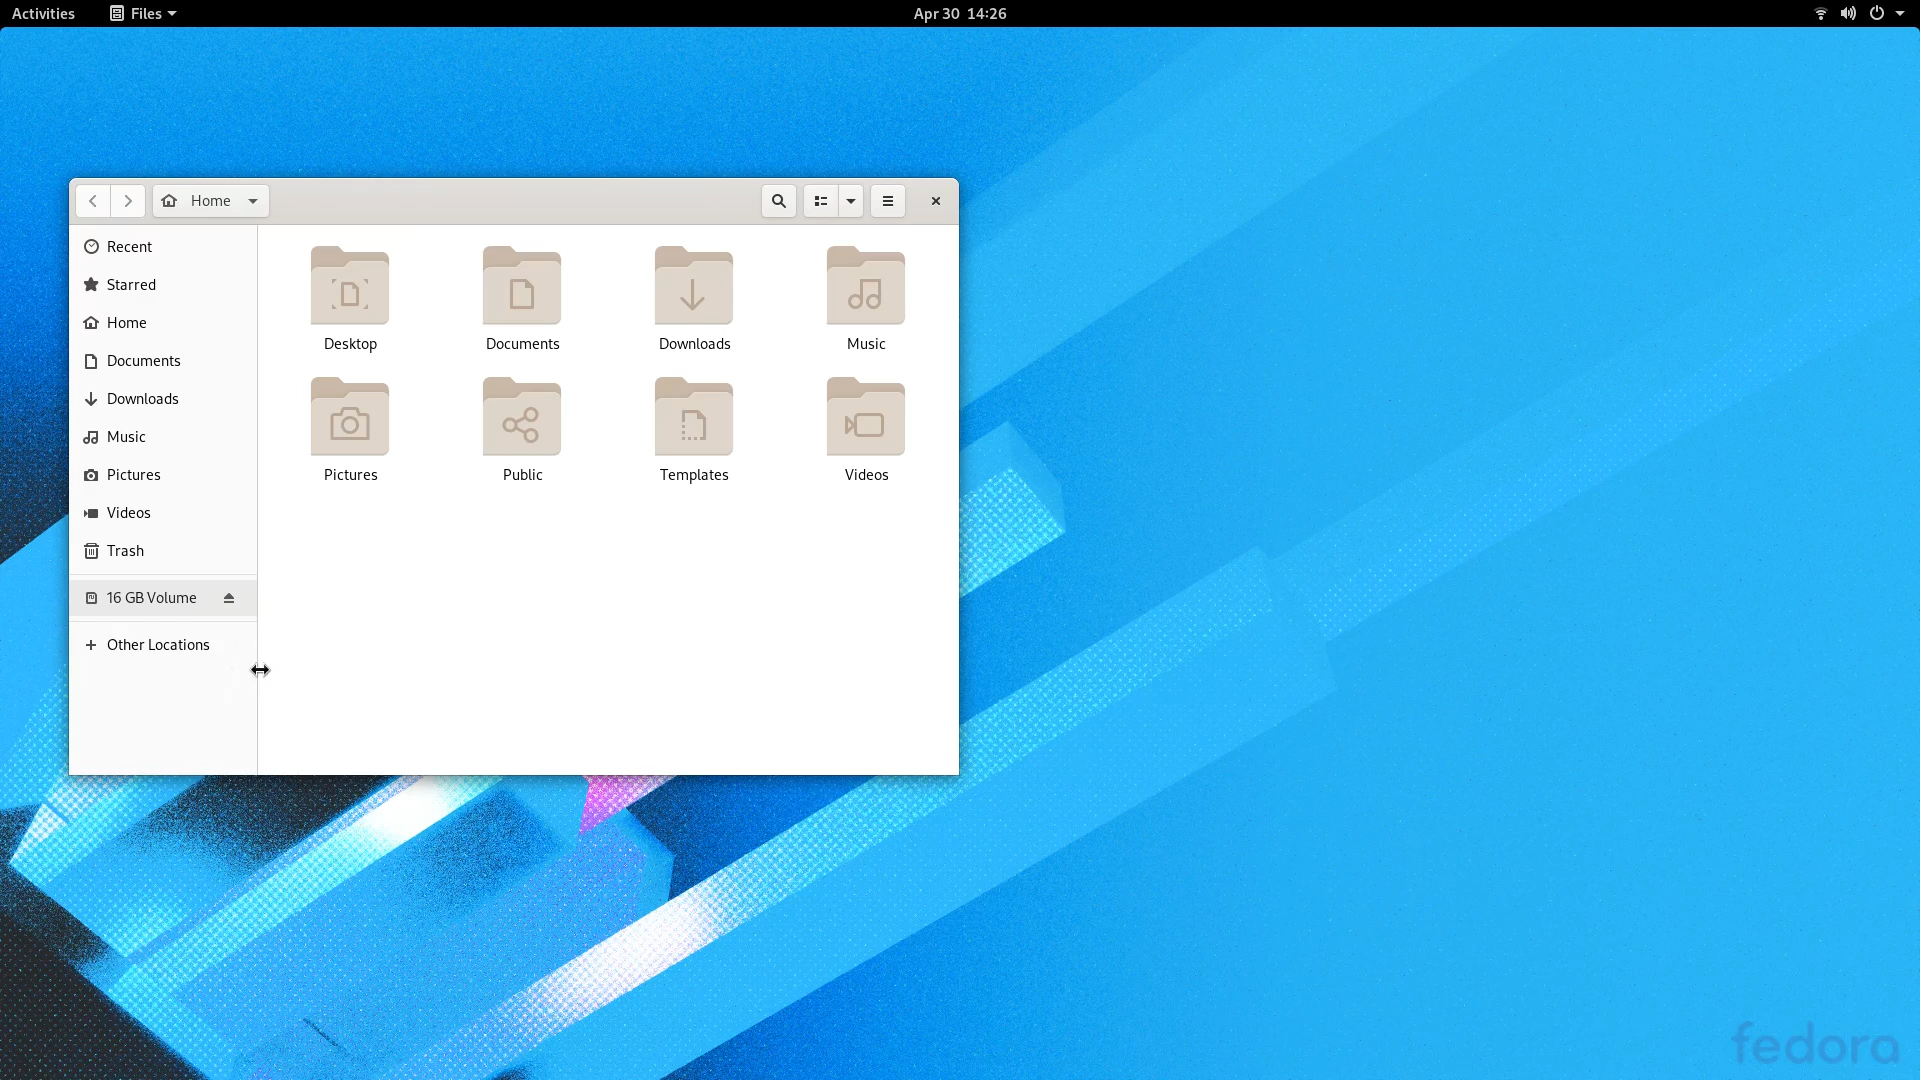 Activities Files Apr 30 14:26
Home
Recent
Starred
Home
Documents
Downloads
Music
Pictures
Videos
Trash
16 GB Volume
Other Locations
Desktop Documents Downloads Music
Pictures Public Templates Videos
fedora